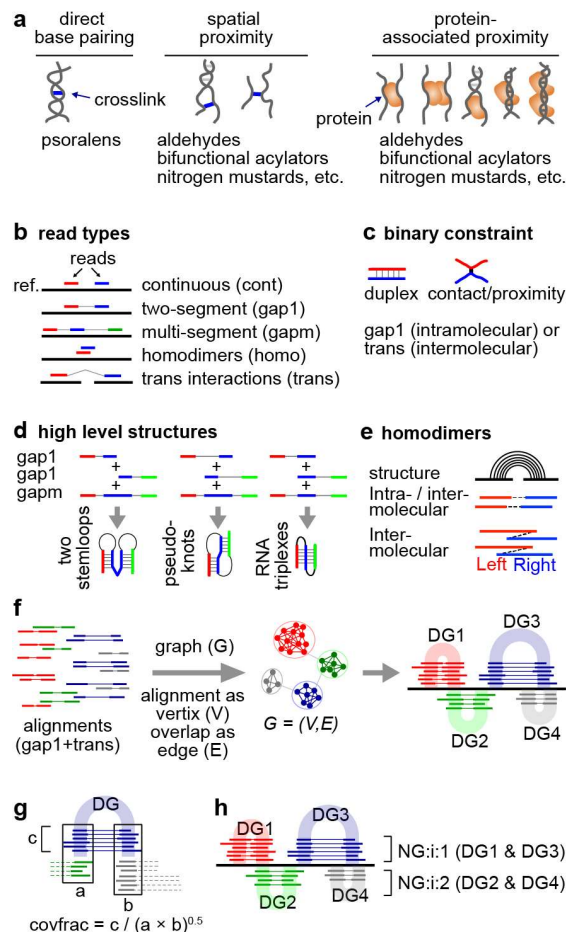 a
direct
base pairing
spatial
proximity
protein-
associated proximity
crosslink
protein
psoralens
aldehydes
bifunctional acylators
nitrogen mustards, etc.
aldehydes
bifunctional acylators
nitrogen mustards, etc.
b read types
reads
ref.
continuous (cont)
two-segment (gap1)
multi-segment (gapm)
homodimers (homo)
trans interactions (trans)
c binary constraint
duplex contact/proximity
gap1 (intramolecular) or
trans (intermolecular)
d high level structures
gap1
+ + +
gap1
+ + +
gapm
two
stemloops
pseudo-
knots
RNA
triplexes
e homodimers
structure
Intra- / inter-
molecular
Inter-
molecular
Left Right
f
alignments
(gap1+trans)
graph (G)
alignment as
vertix (V)
overlap as
edge (E)
G = (V,E)
DG1
DG3
DG2
DG4
g
DG
c
a
b
covfrac = c / (a × b)0.5
h
DG1
DG3
DG2
DG4
NG:i:1 (DG1 & DG3)
NG:i:2 (DG2 & DG4)